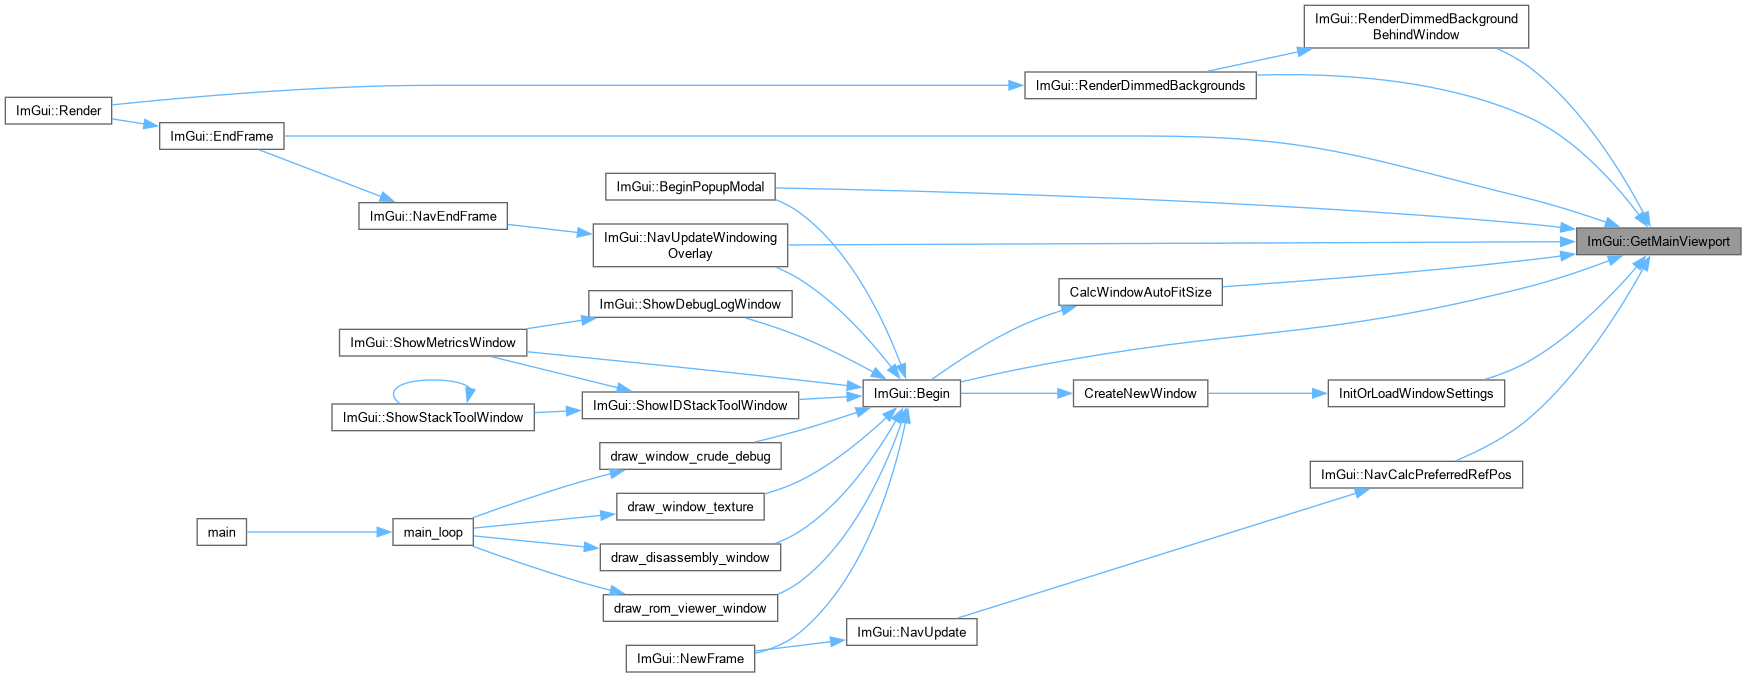 ImGui::RenderDimmedBackground
BehindWindow
ImGui::RenderDimmedBackgrounds
ImGui::Render
ImGui::EndFrame
ImGui::BeginPopupModal
ImGui::NavEndFrame
ImGui::NavUpdateWindowing
Overlay
ImGui::GetMainViewport
CalcWindowAutoFitSize
ImGui::ShowDebugLogWindow
ImGui::ShowMetricsWindow
ImGui::Begin
CreateNewWindow
InitOrLoadWindowSettings
ImGui::ShowIDStackToolWindow
ImGui::ShowStackToolWindow
draw_window_crude_debug
ImGui::NavCalcPreferredRefPos
draw_window_texture
main
main_loop
draw_disassembly_window
draw_rom_viewer_window
ImGui::NavUpdate
ImGui::NewFrame